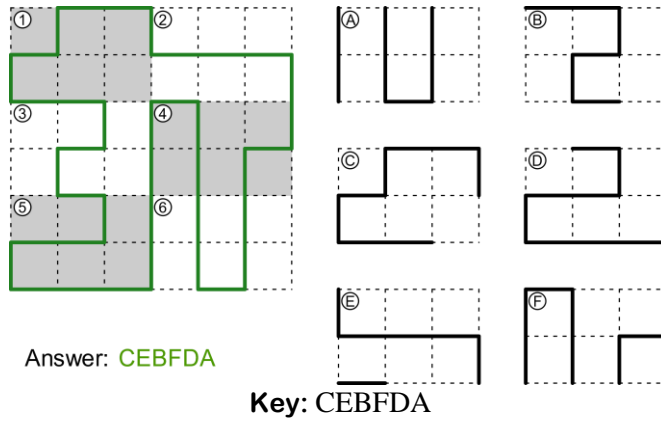 ① ② Ⓐ Ⓑ
③ ④ Ⓒ Ⓓ
⑤ ⑥ Ⓔ Ⓕ
Answer: CEBFDA
Key: CEBFDA